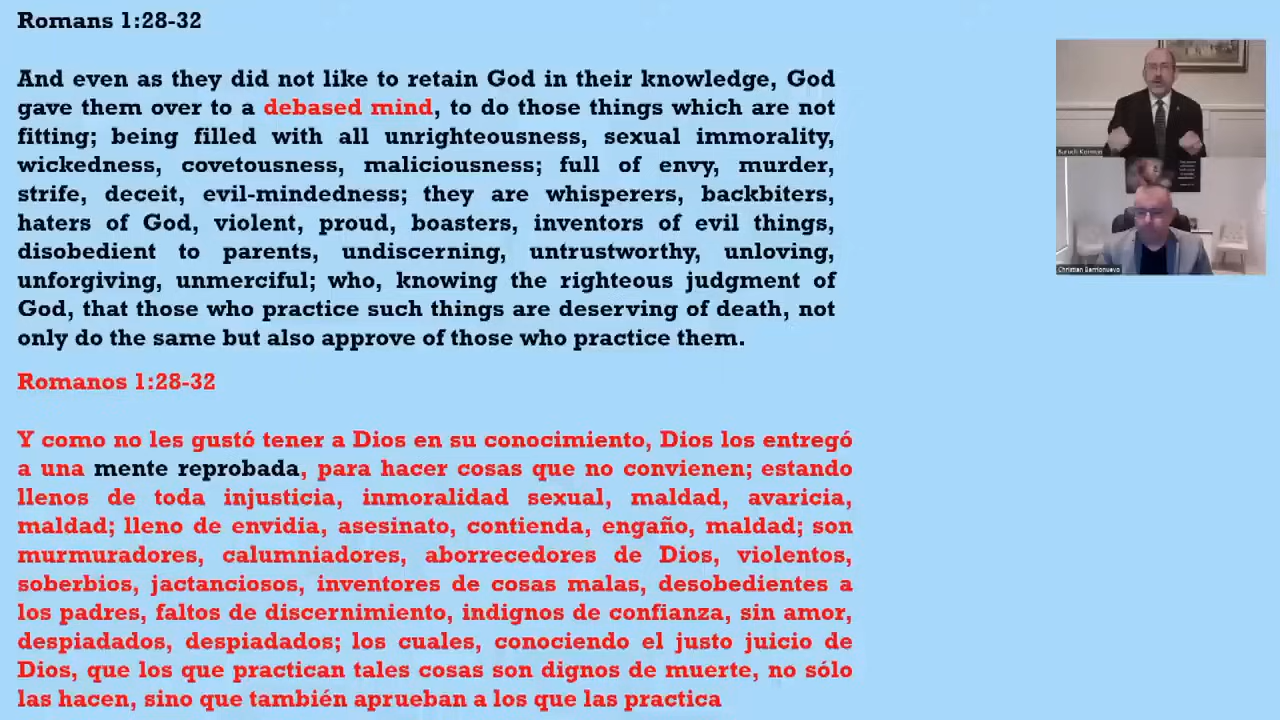 Romans 1:28-32
And even as they did not like to retain God in their knowledge, God
gave them over to a debased mind, to do those things which are not
fitting; being filled with all unrighteousness, sexual immorality,
wickedness, covetousness, maliciousness; full of envy, murder,
strife, deceit, evil-mindedness; they are whisperers, backbiters,
haters of God, violent, proud, boasters, inventors of evil things,
disobedient to parents, undiscerning, untrustworthy, unloving,
unforgiving, unmerciful; who, knowing the righteous judgment of
God, that those who practice such things are deserving of death, not
only do the same but also approve of those who practice them.
Romanos 1:28-32
Y como no les gustó tener a Dios en su conocimiento, Dios los entregó
a una mente reprobada, para hacer cosas que no convienen; estando
llenos de toda injusticia, inmoralidad sexual, maldad, avaricia,
maldad; lleno de envidia, asesinato, contienda, engaño, maldad; son
murmuradores, calumniadores, aborrecedores de Dios, violentos,
soberbios, jactanciosos, inventores de cosas malas, desobedientes a
los padres, faltos de discernimiento, indignos de confianza, sin amor,
despiadados, despiadados; los cuales, conociendo el justo juicio de
Dios, que los que practican tales cosas son dignos de muerte, no sólo
las hacen, sino que también aprueban a los que las practica
Baruch Korman
Christian Barrionuevo